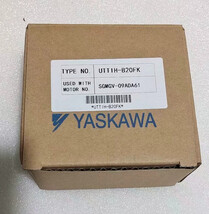 TYPE NO. UTTIH-B20FK
USED WITH MOTOR NO. SGMGV-09ADA61
*UTTIH-B20FK*
YASKAWA